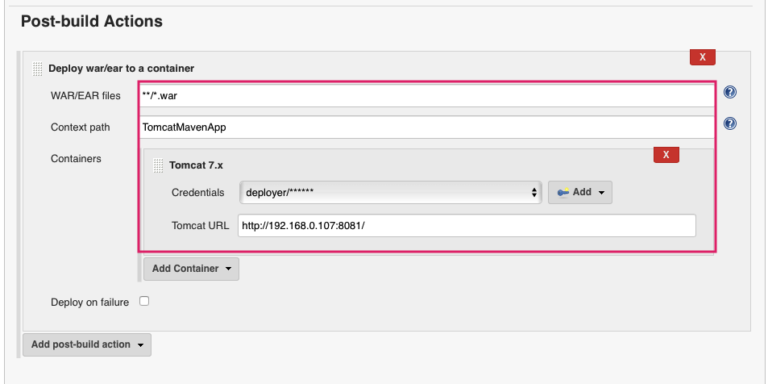 Post-build Actions
X
Deploy war/ear to a container
WAR/EAR files **/*.war
Context path TomcatMavenApp
Containers
X
Tomcat 7.x
Credentials deployer/****** Add
Tomcat URL http://192.168.0.107:8081/
Add Container
Deploy on failure
Add post-build action